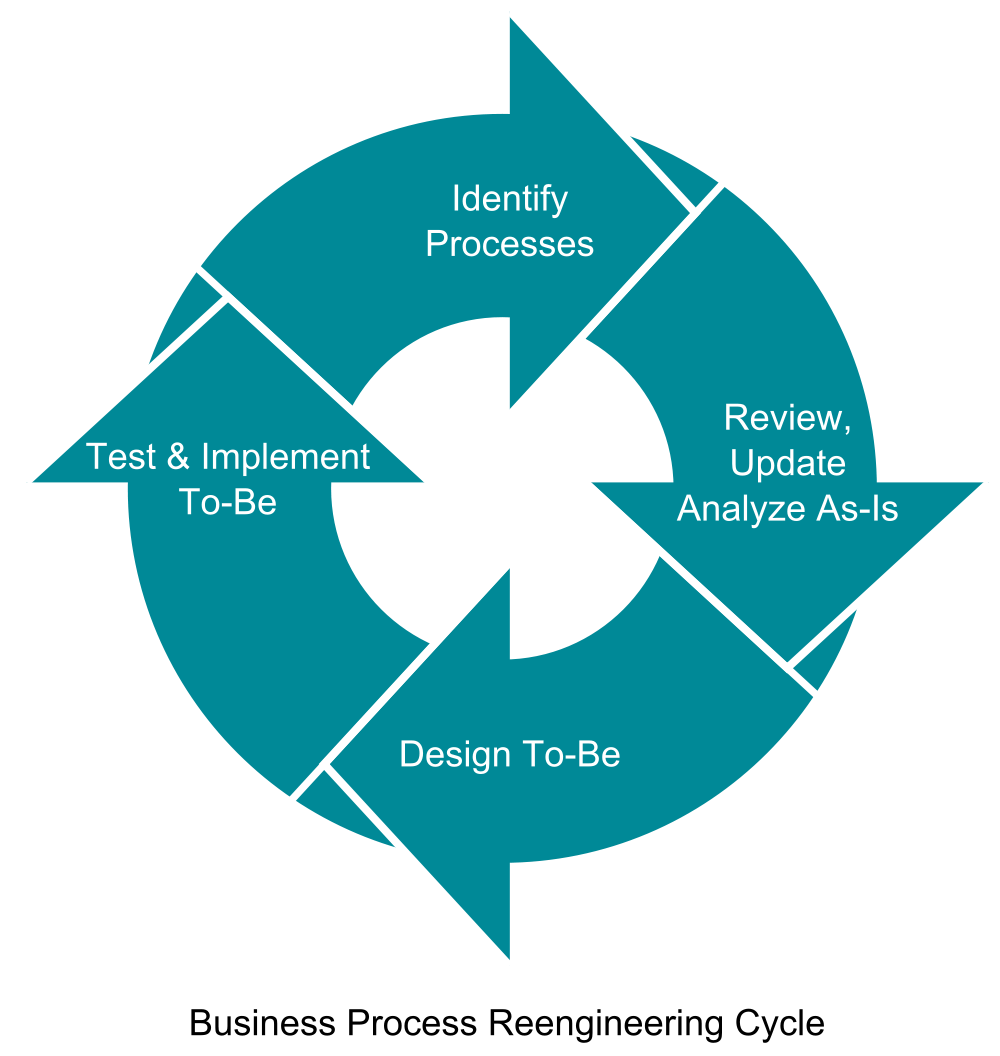 Identify
Processes
Review,
Update
Analyze As-Is
Design To-Be
Test & Implement
To-Be
Business Process Reengineering Cycle